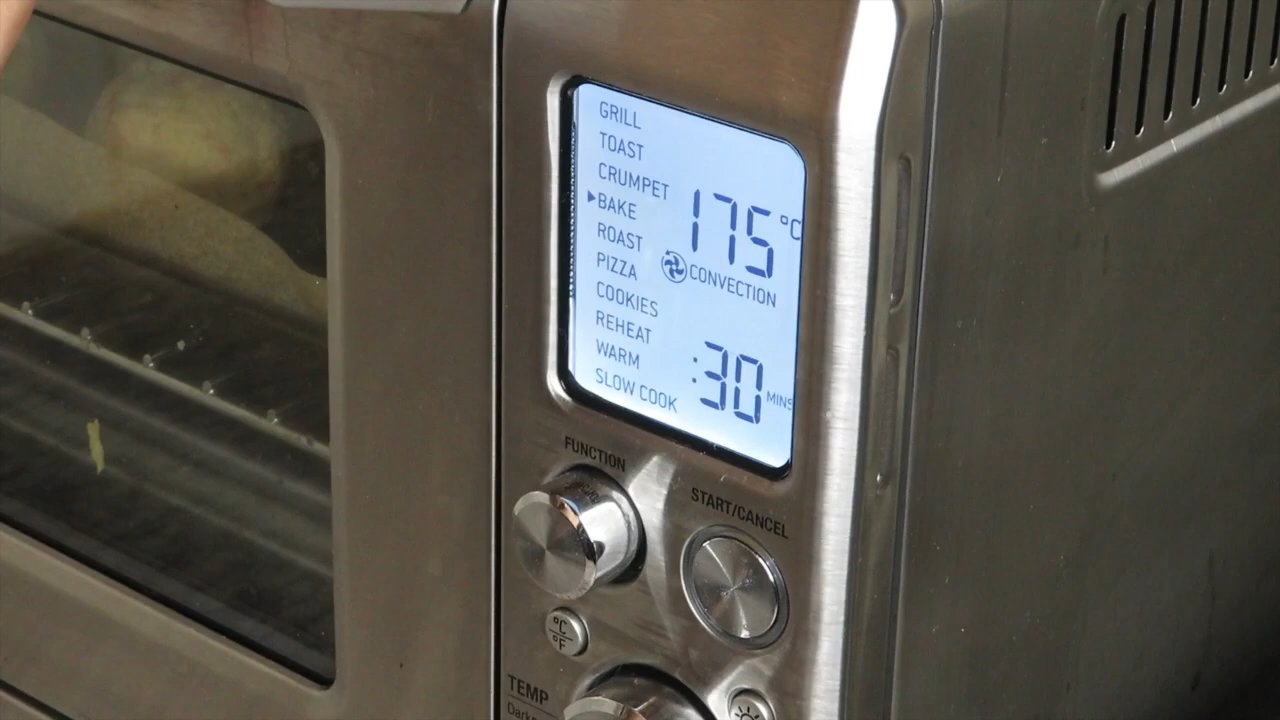 GRILL
TOAST
CRUMPET
▶BAKE
ROAST
PIZZA
COOKIES
REHEAT
WARM
SLOW COOK
175 °C
CONVECTION
:30 MINS
FUNCTION
START/CANCEL
°C
°F
TEMP
Dark